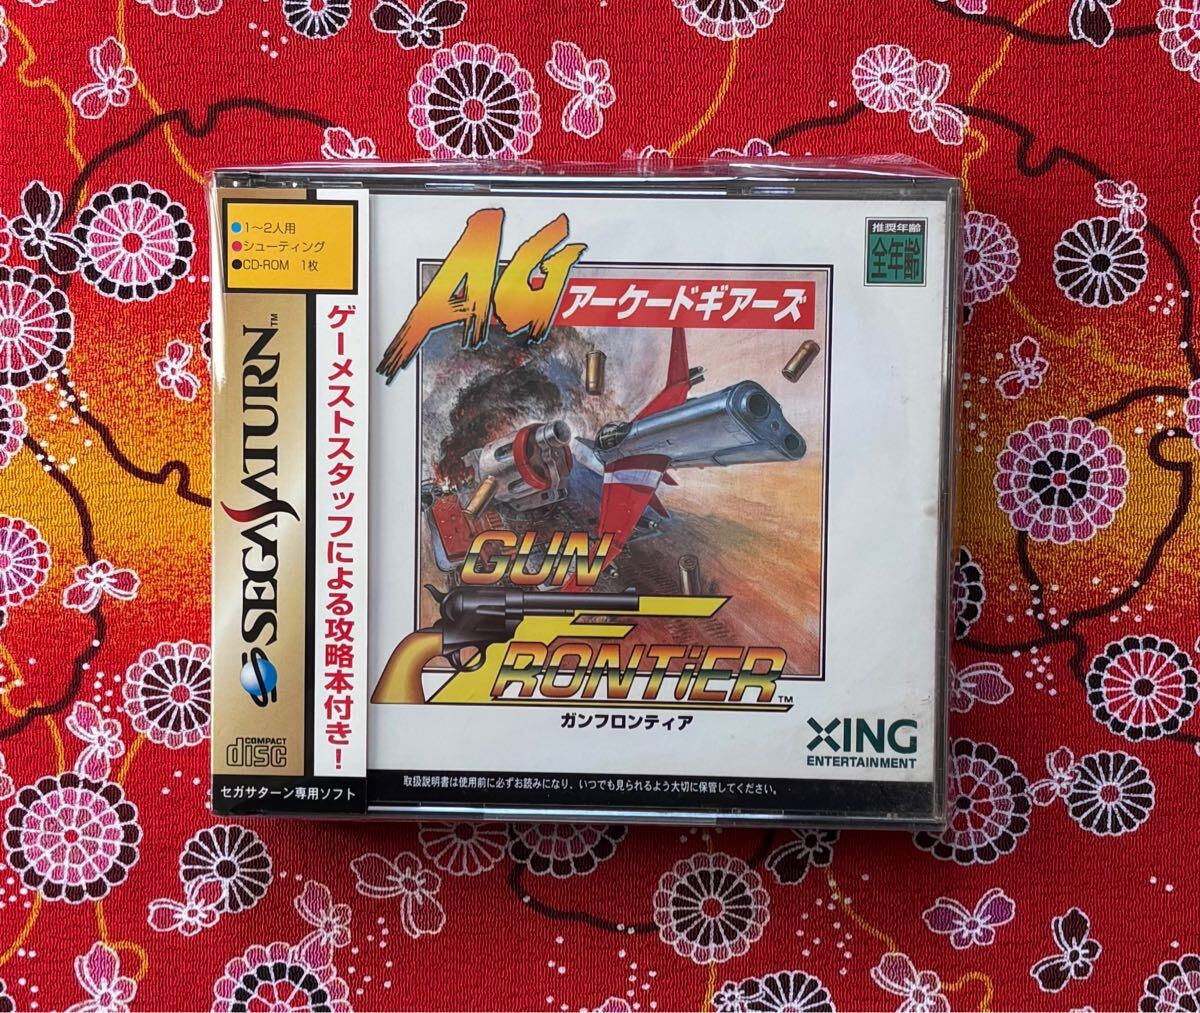 ●1～2人用
●シューティング
●CD-ROM 1枚
SEGASATURN™
ゲーメストスタッフによる攻略本付き！
COMPACT
disc
セガサターン専用ソフト
AG
アーケードギアーズ
推奨年齢
全年齢
GUN
FRONTiER™
ガンフロンティア
XING
ENTERTAINMENT
取扱説明書は使用前に必ずお読みになり、いつでも見られるよう大切に保管してください。